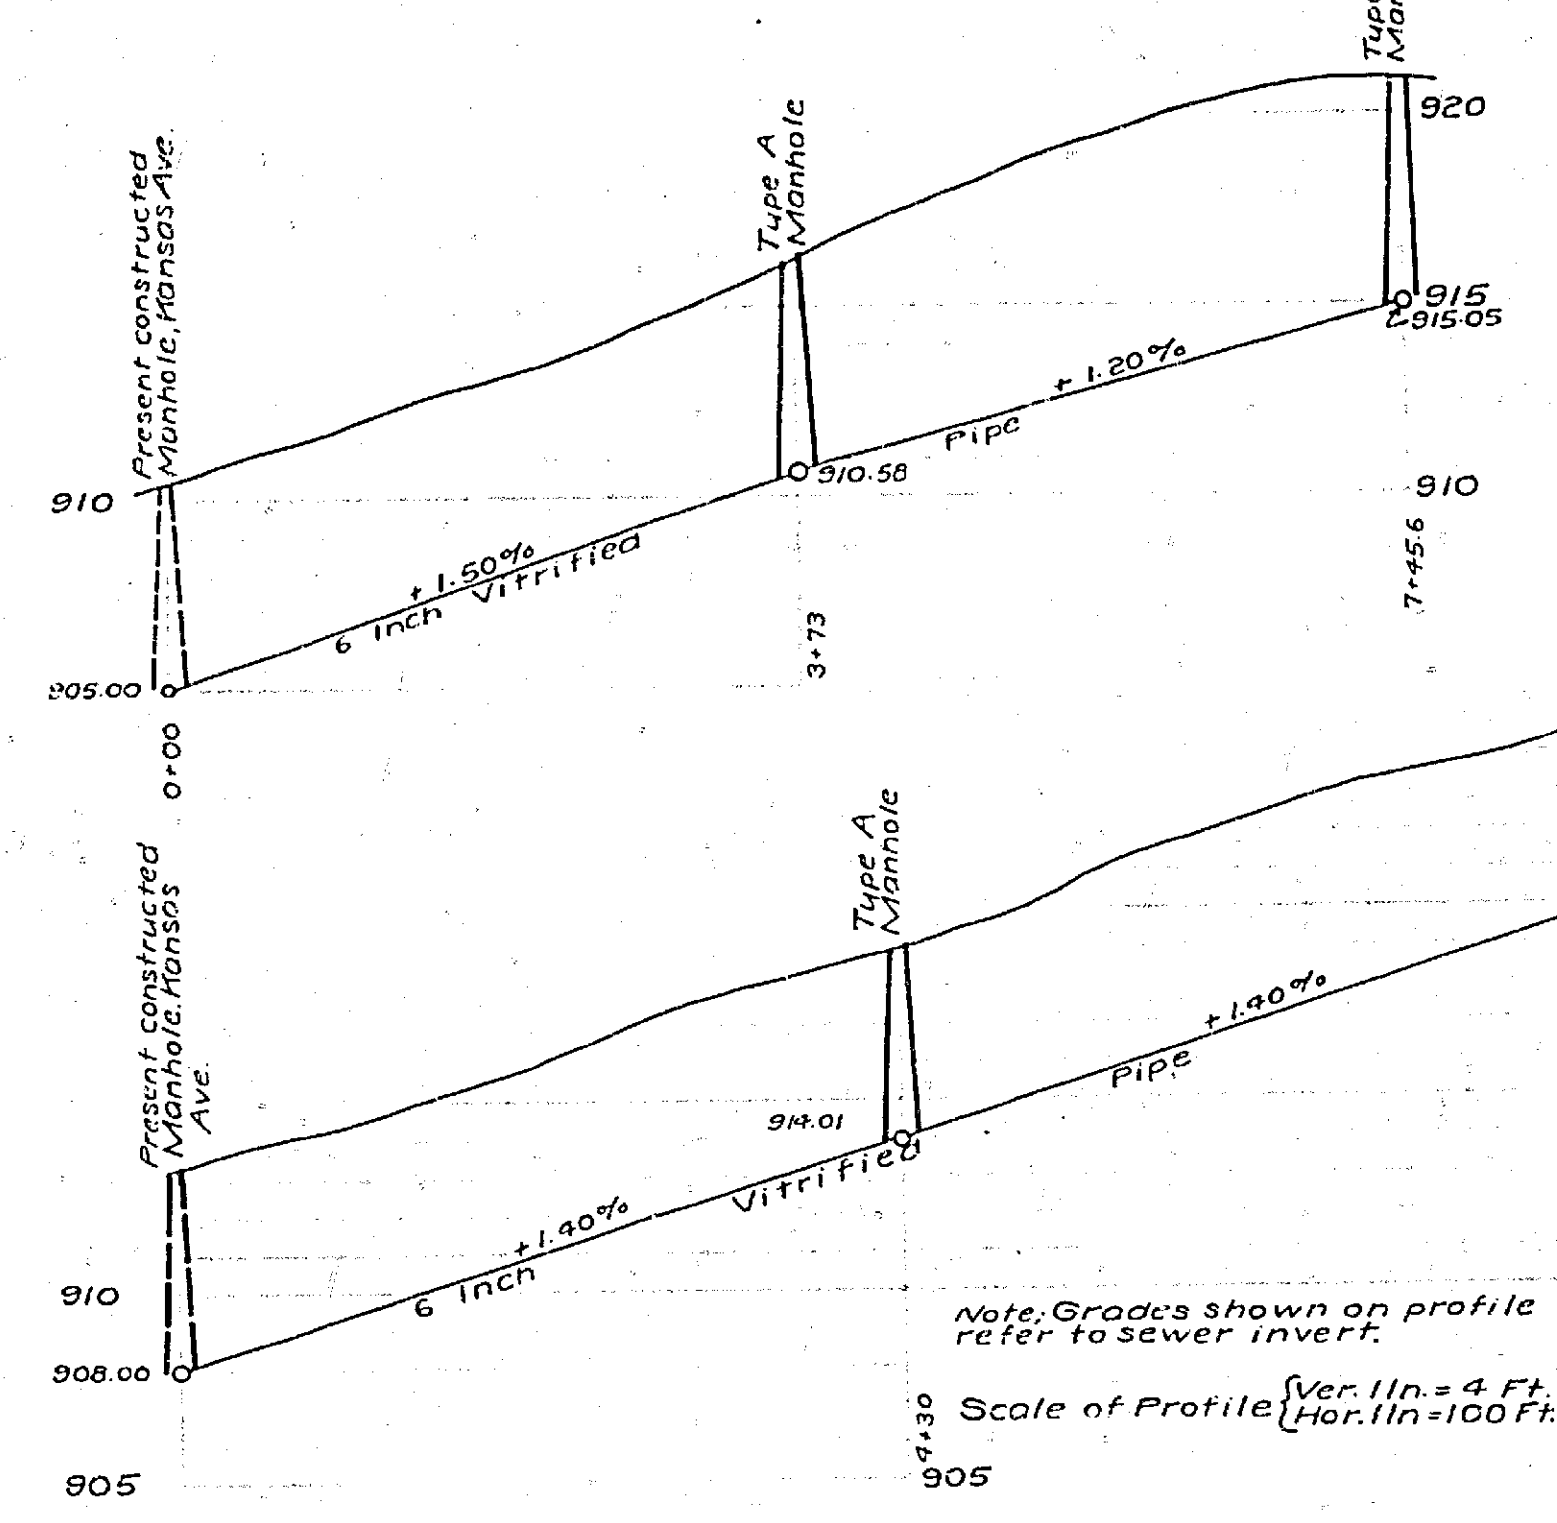 Manhole
920
Type A
Manhole
Present constructed
Manhole, Kansas Ave.
915
915.05
+ 1.20%
Pipe
910.58
910
910
+ 1.50%
6 Inch Vitrified
7+45.6
3+73
905.00
0+00
Type A
Manhole
Present constructed
Manhole. Kansas
Ave.
+ 1.40%
Pipe
914.01
Vitrified
+1.40%
6 Inch
910
Note; Grades shown on profile
refer to sewer invert.
908.00
Scale of Profile {Ver. 1 In. = 4 Ft.
Hor. 1 In = 100 Ft.
4+30
905
905